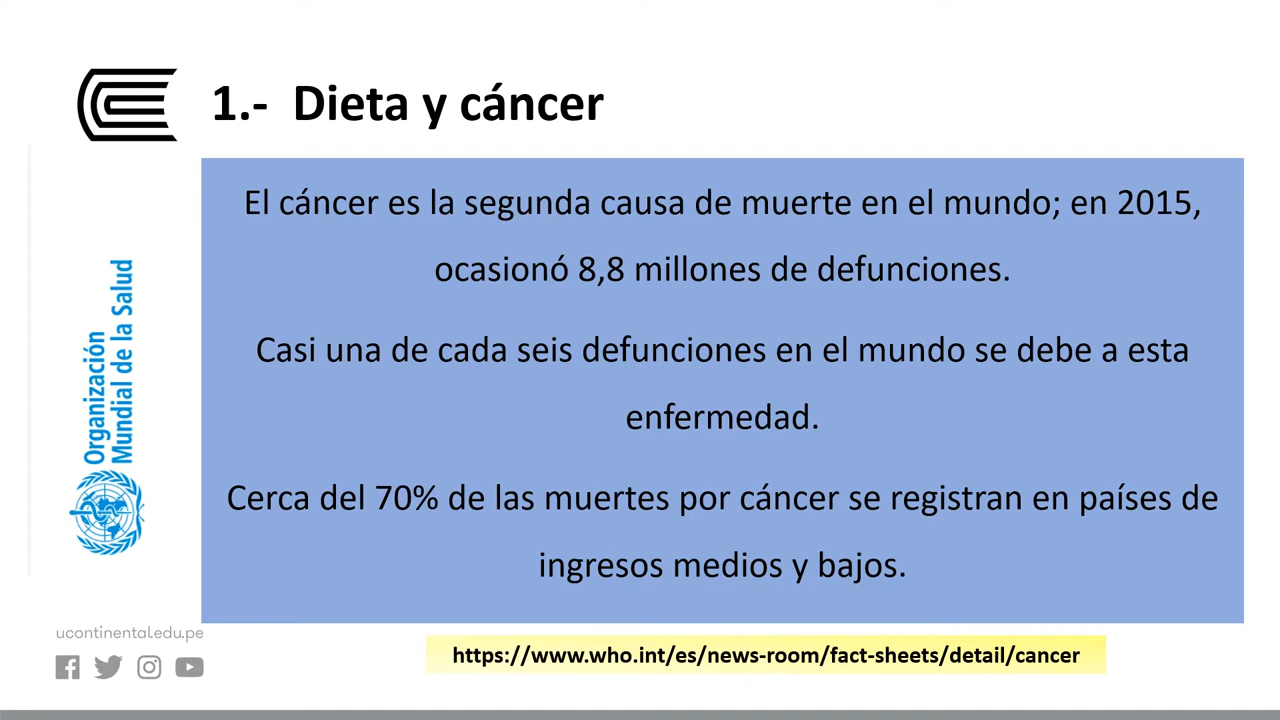 1.- Dieta y cáncer
El cáncer es la segunda causa de muerte en el mundo; en 2015,
ocasionó 8,8 millones de defunciones.
Casi una de cada seis defunciones en el mundo se debe a esta
enfermedad.
Cerca del 70% de las muertes por cáncer se registran en países de
ingresos medios y bajos.
Organización
Mundial de la Salud
ucontinental.edu.pe
https://www.who.int/es/news-room/fact-sheets/detail/cancer